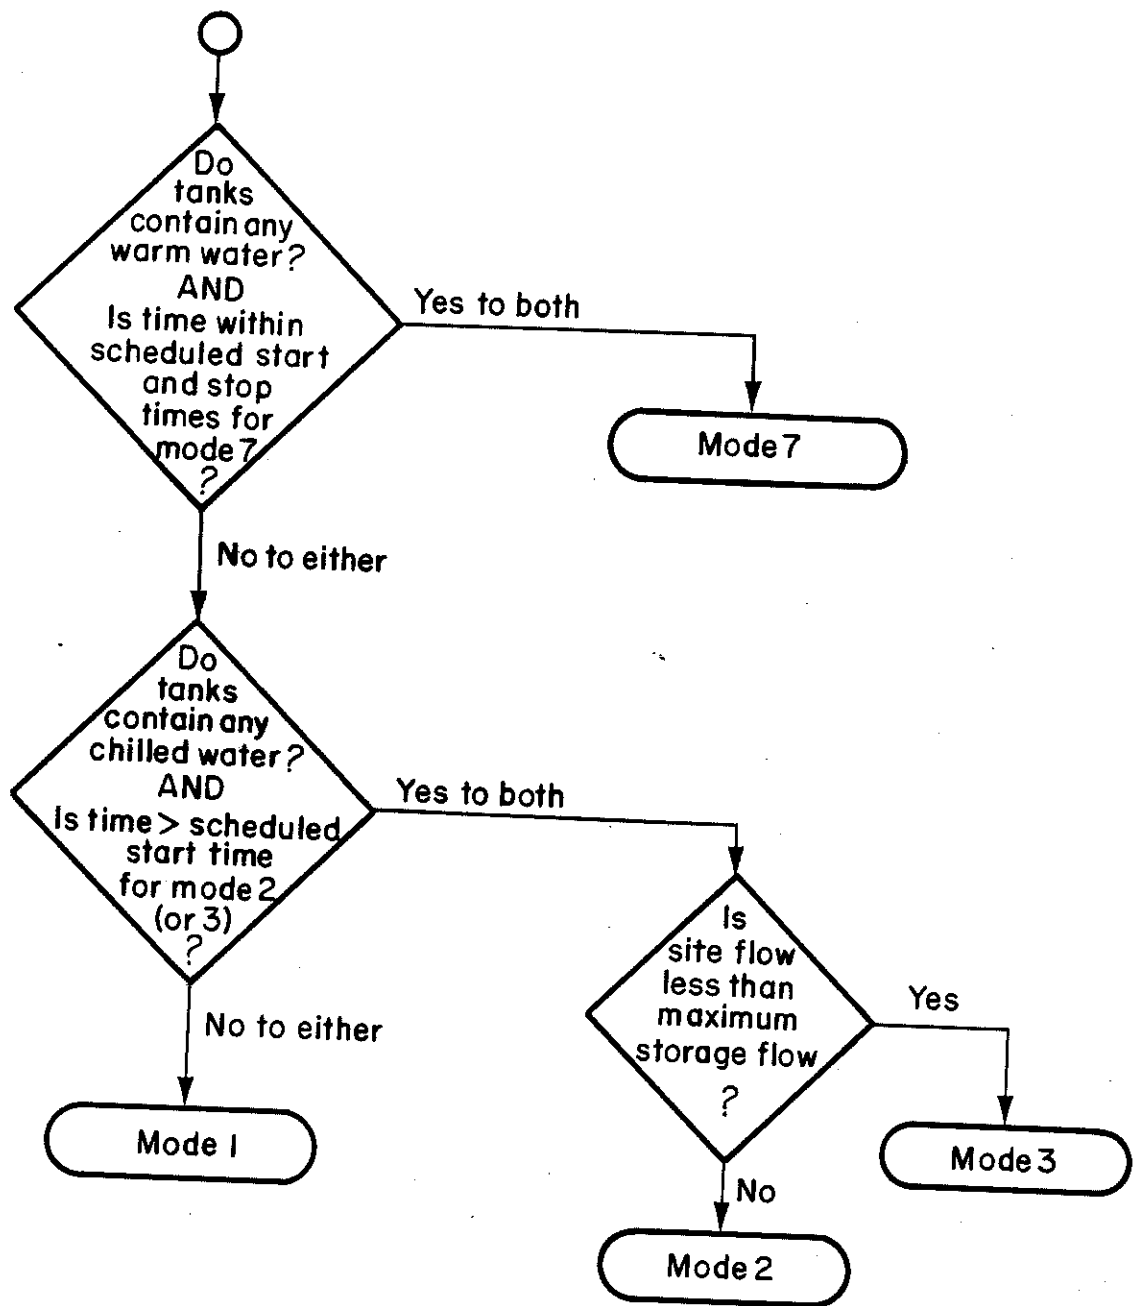 Do
tanks
contain any
warm water?
AND
Is time within
scheduled start
and stop
times for
mode 7
?
Yes to both
Mode 7
No to either
Do
tanks
contain any
chilled water?
AND
Is time > scheduled
start time
for mode 2
(or 3)
?
Yes to both
Is
site flow
less than
maximum
storage flow
?
Yes
Mode 3
No
Mode 2
No to either
Mode 1